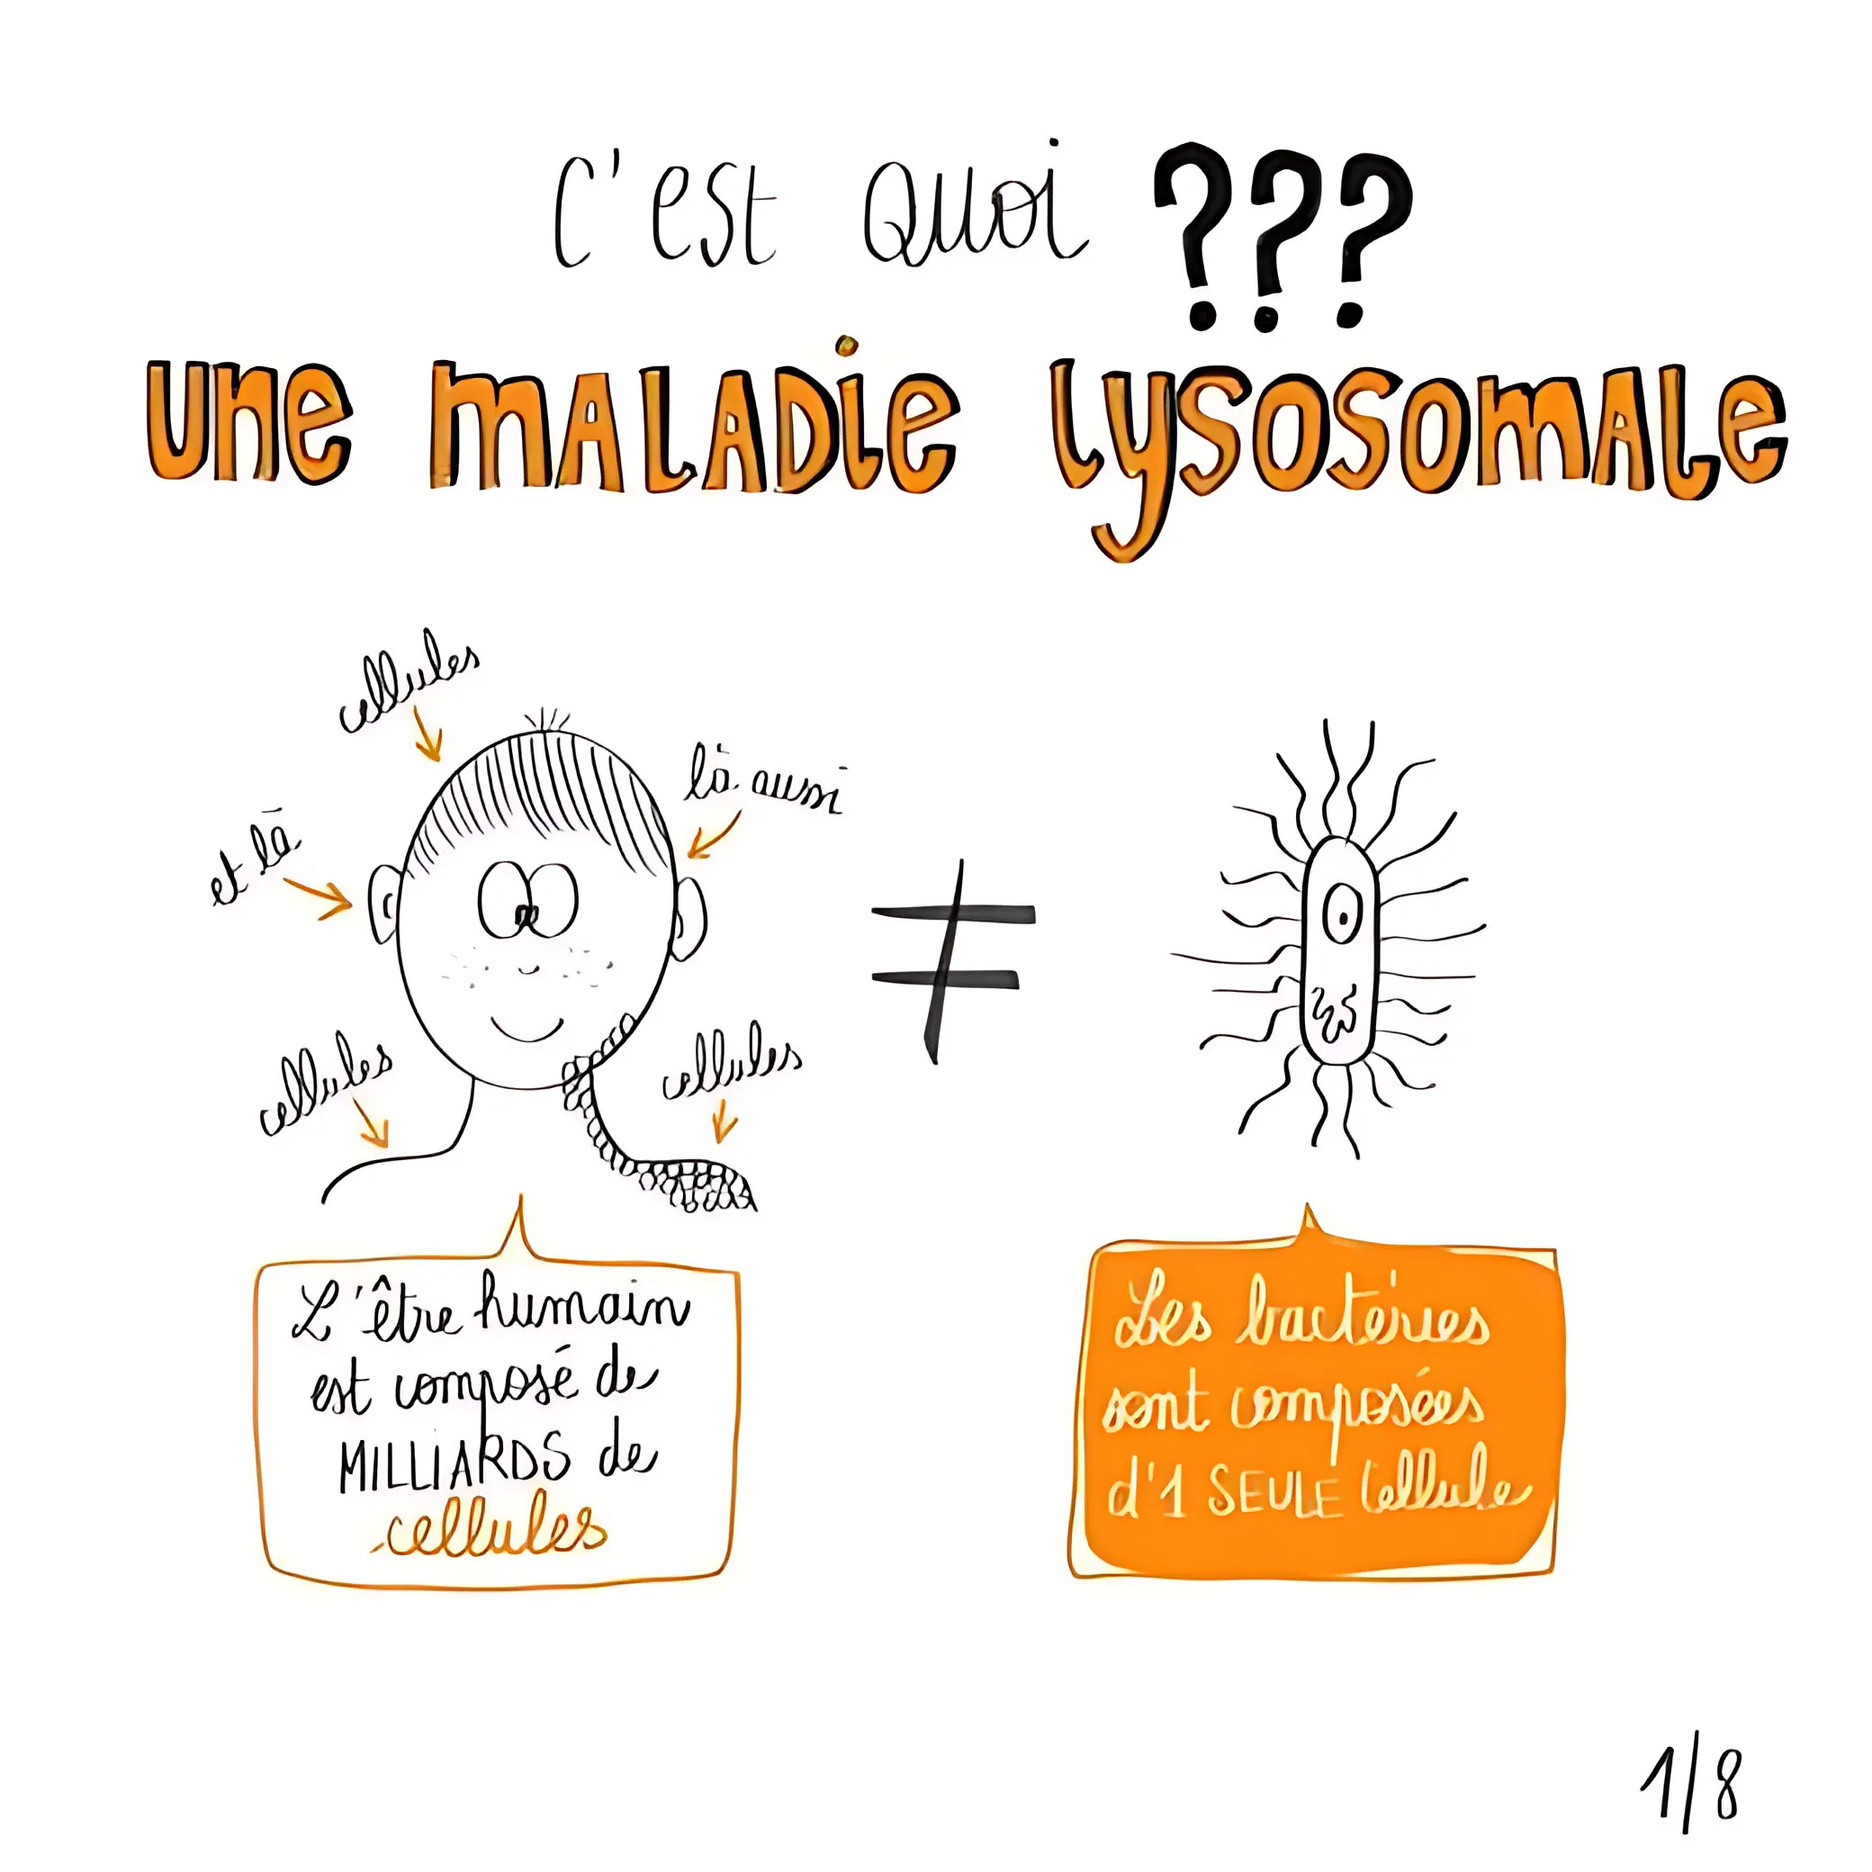 C'est quoi ???
une maladie lysosomale
cellules
là aussi
et là
cellules
cellules
L'être humain
est composé de
MILLIARDS de
cellules
Les bactéries
sont composées
d'1 SEULE Cellule
1/8